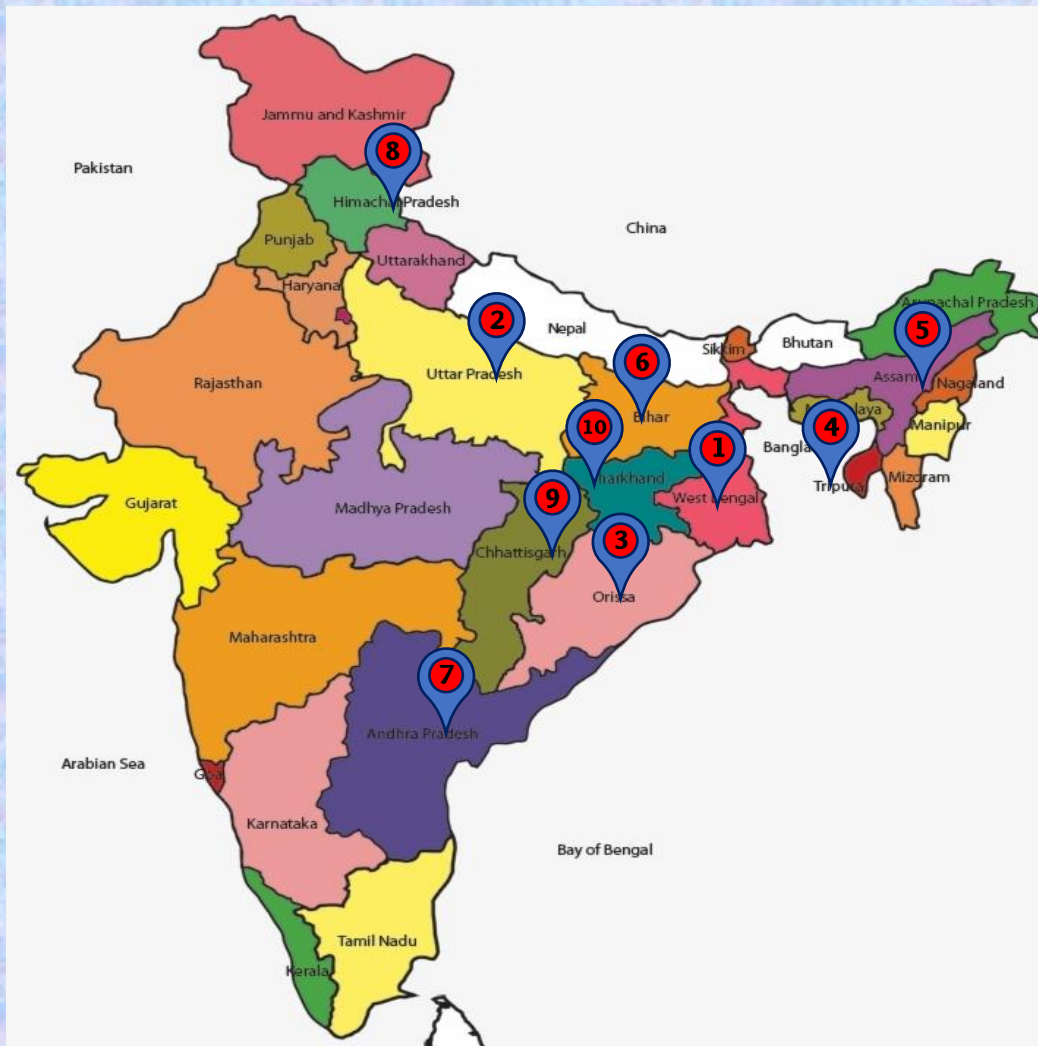 Jammu and Kashmir
8
Pakistan
Himachal Pradesh
China
Punjab
Uttarakhand
Haryana
Arunachal Pradesh
2
Nepal
5
Sikkim
Bhutan
6
Rajasthan
Uttar Pradesh
Assam
Nagaland
Bihar
10
4
Manipur
1
Jharkhand
Tripura
Mizoram
9
West Bengal
Gujarat
Madhya Pradesh
3
Chhattisgarh
Orissa
Maharashtra
7
Andhra Pradesh
Arabian Sea
Goa
Karnataka
Bay of Bengal
Tamil Nadu
Kerala